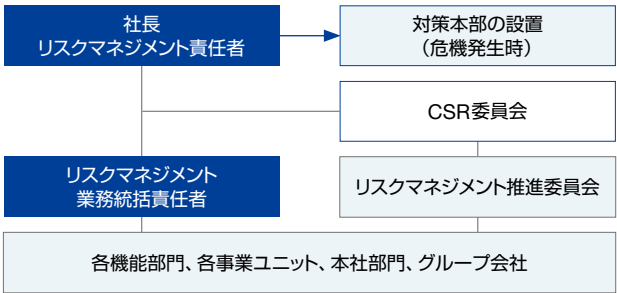 社長
リスクマネジメント責任者
対策本部の設置
（危機発生時）
CSR委員会
リスクマネジメント
業務統括責任者
リスクマネジメント推進委員会
各機能部門、各事業ユニット、本社部門、グループ会社